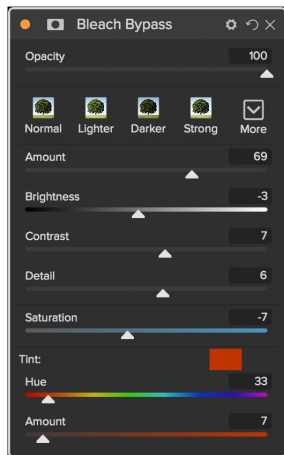 Bleach Bypass
Opacity 100
Normal Lighter Darker Strong More
Amount 69
Brightness -3
Contrast 7
Detail 6
Saturation -7
Tint:
Hue 33
Amount 7